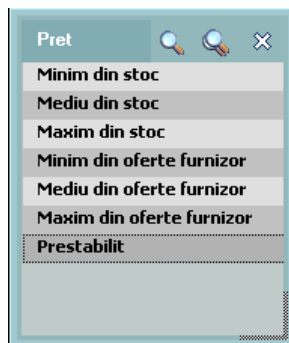 Pret
Minim din stoc
Mediu din stoc
Maxim din stoc
Minim din oferte furnizor
Mediu din oferte furnizor
Maxim din oferte furnizor
Prestabilit